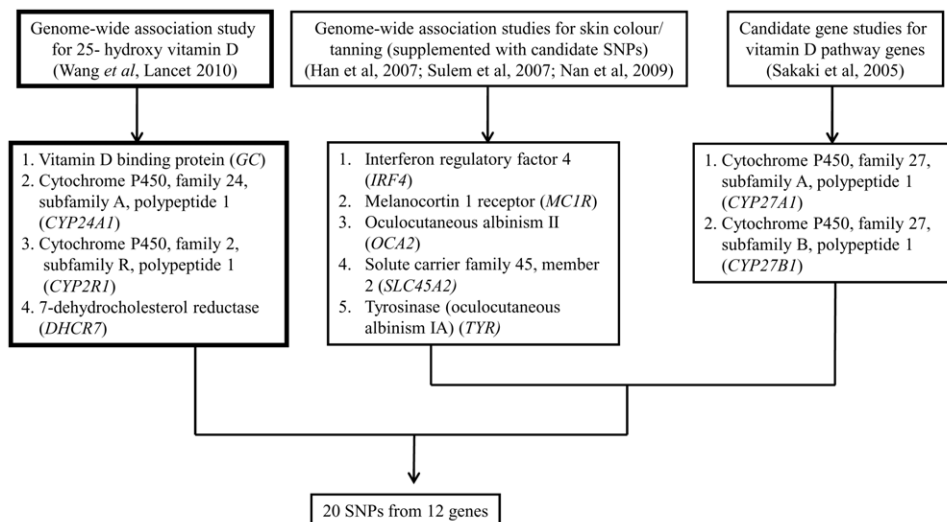 Genome-wide association study
for 25- hydroxy vitamin D
(Wang et al, Lancet 2010)
Genome-wide association studies for skin colour/
tanning (supplemented with candidate SNPs)
(Han et al, 2007; Sulem et al, 2007; Nan et al, 2009)
Candidate gene studies for
vitamin D pathway genes
(Sakaki et al, 2005)
1. Vitamin D binding protein (GC)
2. Cytochrome P450, family 24,
subfamily A, polypeptide 1
(CYP24A1)
3. Cytochrome P450, family 2,
subfamily R, polypeptide 1
(CYP2R1)
4. 7-dehydrocholesterol reductase
(DHCR7)
1. Interferon regulatory factor 4
(IRF4)
2. Melanocortin 1 receptor (MC1R)
3. Oculocutaneous albinism II
(OCA2)
4. Solute carrier family 45, member
2 (SLC45A2)
5. Tyrosinase (oculocutaneous
albinism IA) (TYR)
1. Cytochrome P450, family 27,
subfamily A, polypeptide 1
(CYP27A1)
2. Cytochrome P450, family 27,
subfamily B, polypeptide 1
(CYP27B1)
20 SNPs from 12 genes